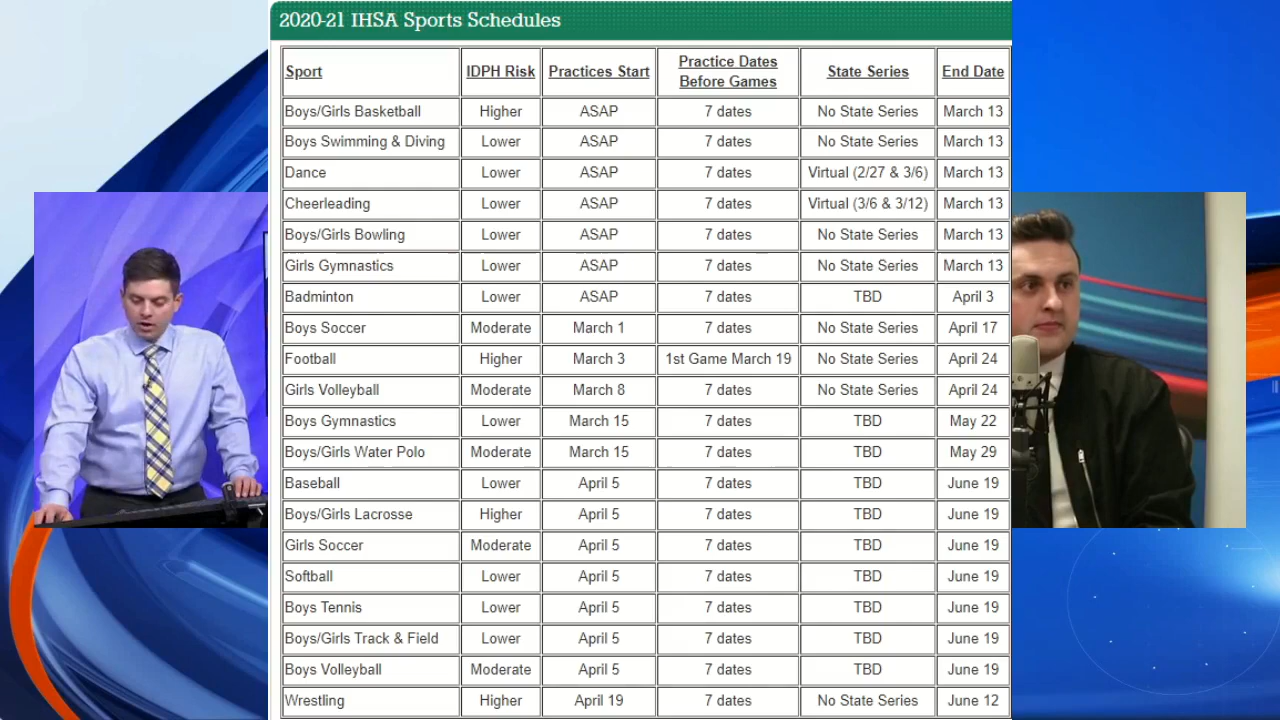 2020-21 IHSA Sports Schedules
Sport IDPH Risk Practices Start Practice Dates Before Games State Series End Date
Boys/Girls Basketball Higher ASAP 7 dates No State Series March 13
Boys Swimming & Diving Lower ASAP 7 dates No State Series March 13
Dance Lower ASAP 7 dates Virtual (2/27 & 3/6) March 13
Cheerleading Lower ASAP 7 dates Virtual (3/6 & 3/12) March 13
Boys/Girls Bowling Lower ASAP 7 dates No State Series March 13
Girls Gymnastics Lower ASAP 7 dates No State Series March 13
Badminton Lower ASAP 7 dates TBD April 3
Boys Soccer Moderate March 1 7 dates No State Series April 17
Football Higher March 3 1st Game March 19 No State Series April 24
Girls Volleyball Moderate March 8 7 dates No State Series April 24
Boys Gymnastics Lower March 15 7 dates TBD May 22
Boys/Girls Water Polo Moderate March 15 7 dates TBD May 29
Baseball Lower April 5 7 dates TBD June 19
Boys/Girls Lacrosse Higher April 5 7 dates TBD June 19
Girls Soccer Moderate April 5 7 dates TBD June 19
Softball Lower April 5 7 dates TBD June 19
Boys Tennis Lower April 5 7 dates TBD June 19
Boys/Girls Track & Field Lower April 5 7 dates TBD June 19
Boys Volleyball Moderate April 5 7 dates TBD June 19
Wrestling Higher April 19 7 dates No State Series June 12